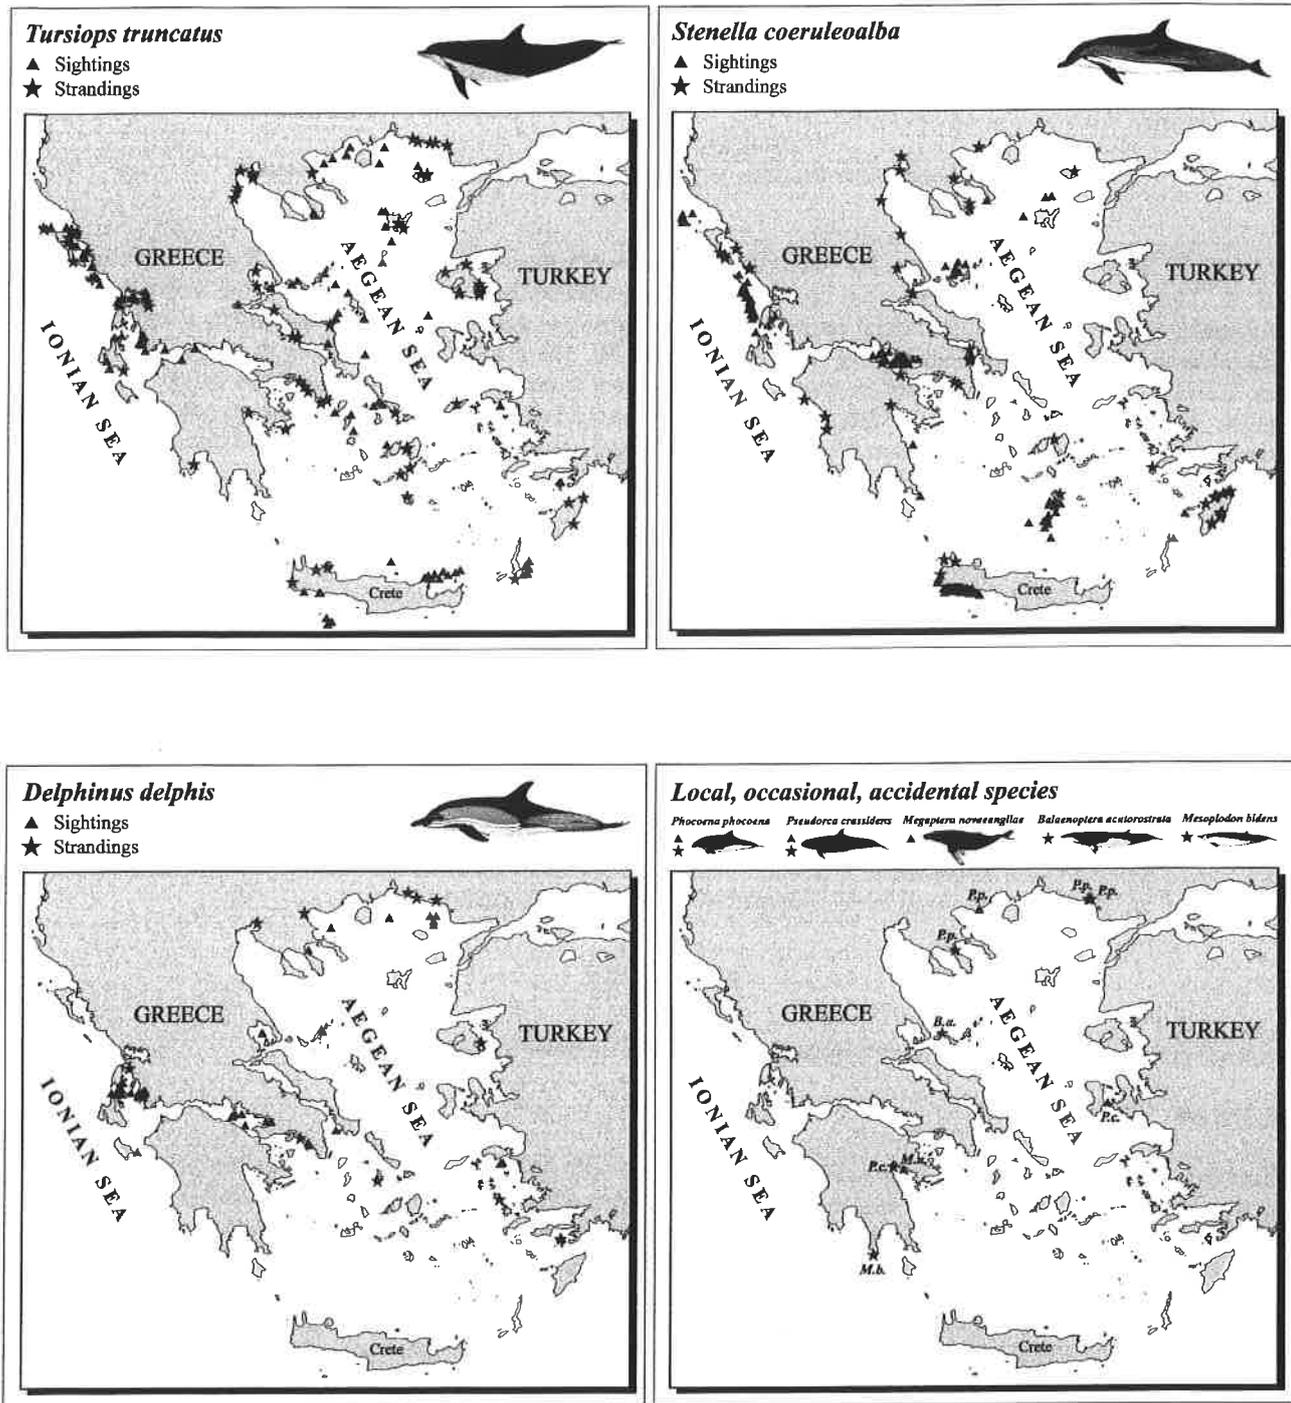 Tursiops truncatus
Sightings
Strandings
GREECE
TURKEY
AEGEAN SEA
IONIAN SEA
Crete
Stenella coeruleoalba
Sightings
Strandings
GREECE
TURKEY
AEGEAN SEA
IONIAN SEA
Crete
Delphinus delphis
Sightings
Strandings
GREECE
TURKEY
AEGEAN SEA
IONIAN SEA
Crete
Local, occasional, accidental species
Phocoena phocoena Pseudorca crassidens Megaptera novaeangliae Balaenoptera acutorostrata Mesoplodon bidens
P.p. P.p. P.p.
P.p.
GREECE
B.a.
TURKEY
AEGEAN SEA
IONIAN SEA
P.c.
P.c. M.n.
M.b.
Crete